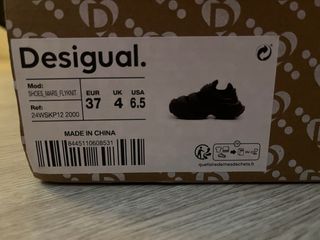 Desigual.
Mod:
SHOES_MARS_FLYKNIT
Ref:
24WSKP12 2000
EUR UK USA
37 4 6.5
MADE IN CHINA
8445110608531
quefairedemesdechets.fr